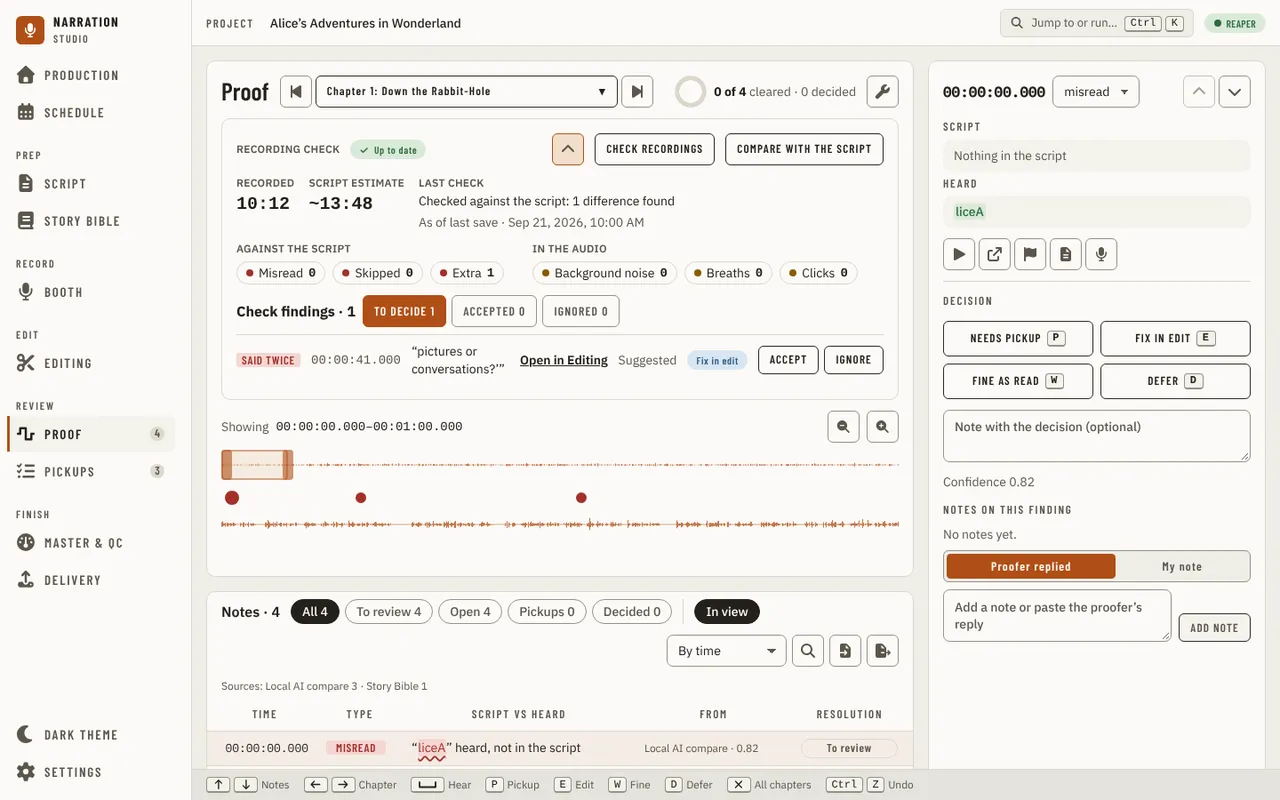 NARRATION
STUDIO
PRODUCTION
SCHEDULE
PREP
SCRIPT
STORY BIBLE
RECORD
BOOTH
EDIT
EDITING
REVIEW
PROOF 4
PICKUPS 3
FINISH
MASTER & QC
DELIVERY
DARK THEME
SETTINGS
PROJECT Alice's Adventures in Wonderland
Jump to or run... Ctrl K
REAPER
Proof
Chapter 1: Down the Rabbit-Hole
0 of 4 cleared · 0 decided
RECORDING CHECK Up to date
CHECK RECORDINGS
COMPARE WITH THE SCRIPT
RECORDED SCRIPT ESTIMATE LAST CHECK
10:12 ~13:48 Checked against the script: 1 difference found
As of last save · Sep 21, 2026, 10:00 AM
AGAINST THE SCRIPT IN THE AUDIO
Misread 0 Skipped 0 Extra 1 Background noise 0 Breaths 0 Clicks 0
Check findings · 1 TO DECIDE 1 ACCEPTED 0 IGNORED 0
SAID TWICE 00:00:41.000 “pictures or
conversations?’” Open in Editing Suggested Fix in edit ACCEPT IGNORE
Showing 00:00:00.000–00:01:00.000
Notes · 4 All 4 To review 4 Open 4 Pickups 0 Decided 0 In view
By time
Sources: Local AI compare 3 · Story Bible 1
TIME TYPE SCRIPT VS HEARD FROM RESOLUTION
00:00:00.000 MISREAD “liceA” heard, not in the script Local AI compare · 0.82 To review
00:00:00.000 misread
SCRIPT
Nothing in the script
HEARD
liceA
DECISION
NEEDS PICKUP P FIX IN EDIT E
FINE AS READ W DEFER D
Note with the decision (optional)
Confidence 0.82
NOTES ON THIS FINDING
No notes yet.
Proofer replied My note
Add a note or paste the proofer's
reply
ADD NOTE
↑ ↓ Notes ← → Chapter Hear P Pickup E Edit W Fine D Defer X All chapters Ctrl Z Undo